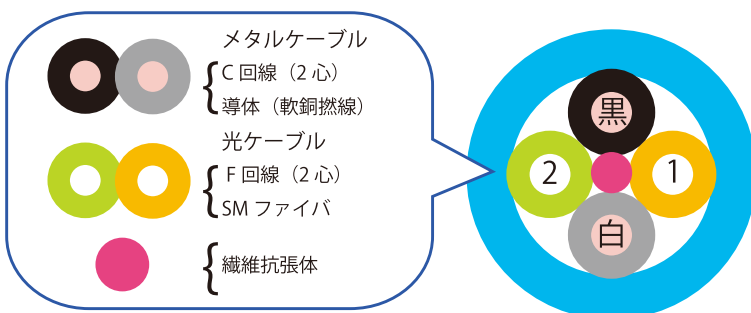 メタルケーブル
C 回線（2 心）
導体（軟銅撚線）
光ケーブル
F 回線（2 心）
SM ファイバ
繊維抗張体
黒
2
1
白